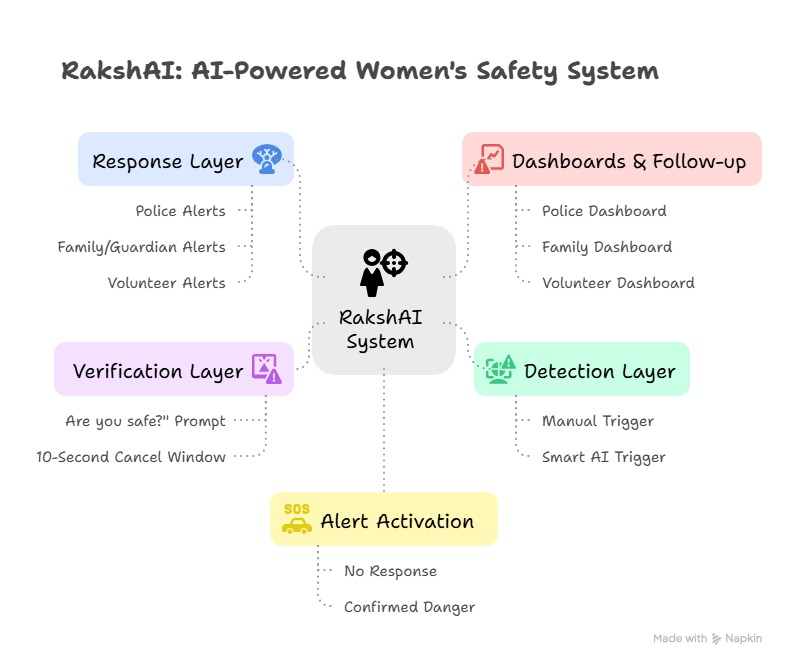 RakshAI: AI-Powered Women's Safety System
Response Layer
Police Alerts
Family/Guardian Alerts
Volunteer Alerts
Dashboards & Follow-up
Police Dashboard
Family Dashboard
Volunteer Dashboard
RakshAI
System
Verification Layer
Are you safe?" Prompt
10-Second Cancel Window
Detection Layer
Manual Trigger
Smart AI Trigger
SOS
Alert Activation
No Response
Confirmed Danger
Made with Napkin